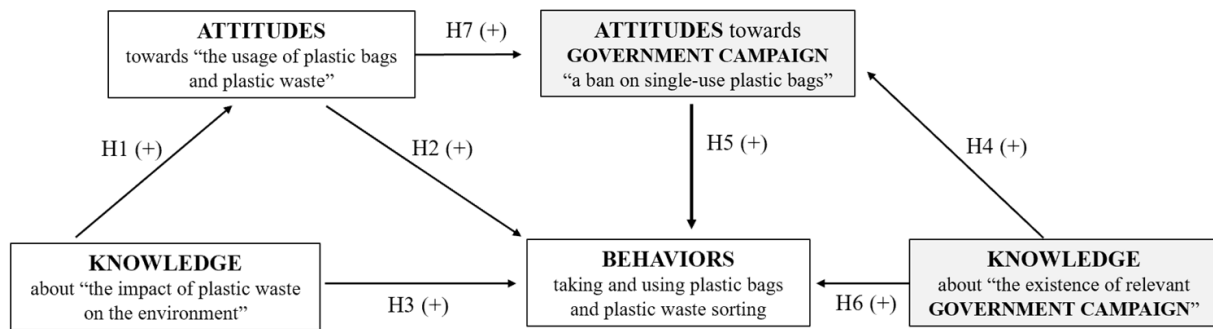 ATTITUDES
towards “the usage of plastic bags
and plastic waste”
H7 (+)
ATTITUDES towards
GOVERNMENT CAMPAIGN
“a ban on single-use plastic bags”
H1 (+)
H2 (+)
H5 (+)
H4 (+)
KNOWLEDGE
about “the impact of plastic waste
on the environment”
H3 (+)
BEHAVIORS
taking and using plastic bags
and plastic waste sorting
H6 (+)
KNOWLEDGE
about “the existence of relevant
GOVERNMENT CAMPAIGN”